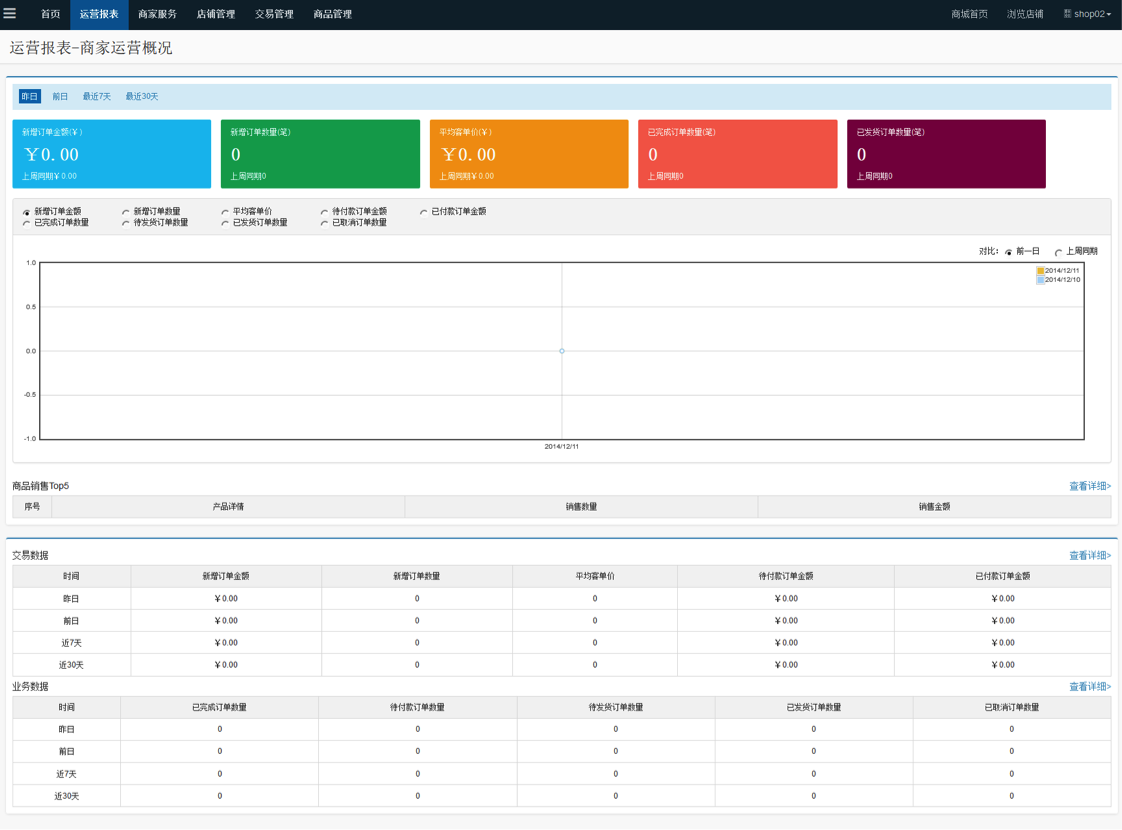 首页 运营报表 商家服务 店铺管理 交易管理 商品管理 商城首页 浏览店铺 shop02
运营报表-商家运营概况
昨日 前日 最近7天 最近30天
新增订单金额(¥) 新增订单数量(笔) 平均客单价(¥) 已完成订单数量(笔) 已发货订单数量(笔)
¥0.00 0 ¥0.00 0 0
上周同期¥0.00 上周同期0 上周同期¥0.00 上周同期0 上周同期0
新增订单金额 新增订单数量 平均客单价 待付款订单金额 已付款订单金额
已完成订单数量 待发货订单数量 已发货订单数量 已取消订单数量
对比: 前一日 上周同期
1.0
2014/12/11
2014/12/10
0.5
0.0
-0.5
-1.0
2014/12/11
商品销售Top5 查看详细>
序号 产品详情 销售数量 销售金额
交易数据 查看详细>
时间 新增订单金额 新增订单数量 平均客单价 待付款订单金额 已付款订单金额
昨日 ¥0.00 0 0 ¥0.00 ¥0.00
前日 ¥0.00 0 0 ¥0.00 ¥0.00
近7天 ¥0.00 0 0 ¥0.00 ¥0.00
近30天 ¥0.00 0 0 ¥0.00 ¥0.00
业务数据 查看详细>
时间 已完成订单数量 待付款订单数量 待发货订单数量 已发货订单数量 已取消订单数量
昨日 0 0 0 0 0
前日 0 0 0 0 0
近7天 0 0 0 0 0
近30天 0 0 0 0 0